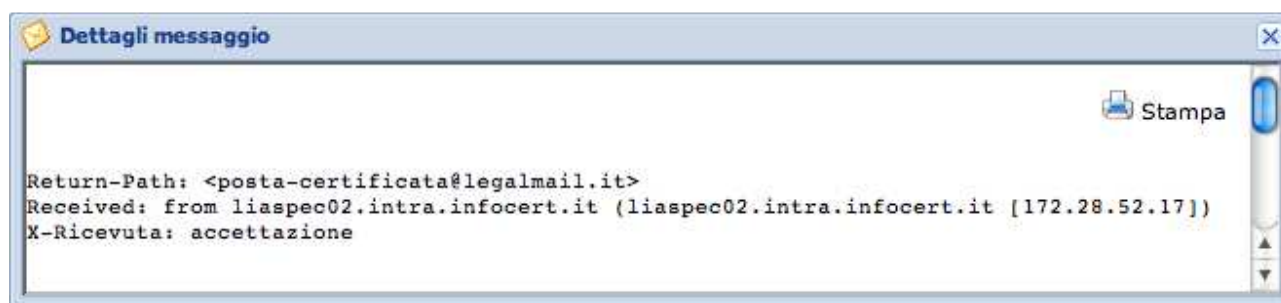 Dettagli messaggio
Stampa
Return-Path: <posta-certificata@legalmail.it>
Received: from liaspec02.intra.infocert.it (liaspec02.intra.infocert.it [172.28.52.17])
X-Ricevuta: accettazione